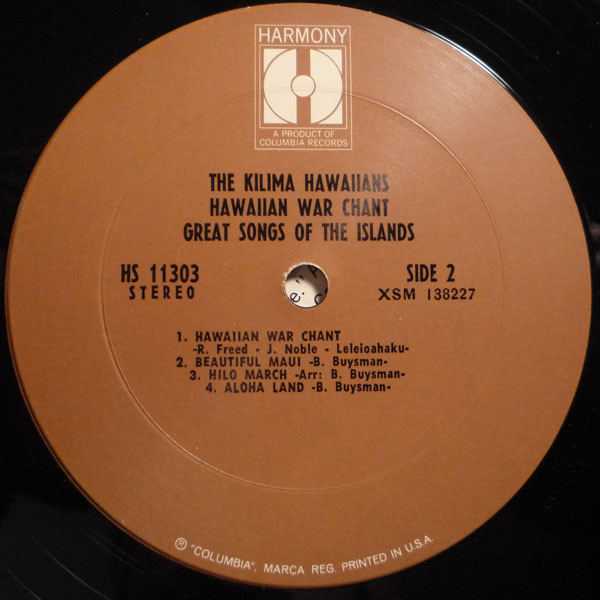 HARMONY
A PRODUCT OF
COLUMBIA RECORDS
THE KILIMA HAWAIIANS
HAWAIIAN WAR CHANT
GREAT SONGS OF THE ISLANDS
HS 11303
STEREO
SIDE 2
XSM 138227
1. HAWAIIAN WAR CHANT
-R. Freed - J. Noble - Leleioahaku-
2. BEAUTIFUL MAUI -B. Buysman-
3. HILO MARCH -Arr: B. Buysman-
4. ALOHA LAND -B. Buysman-
Ⓡ "COLUMBIA", MARCA REG. PRINTED IN U.S.A.